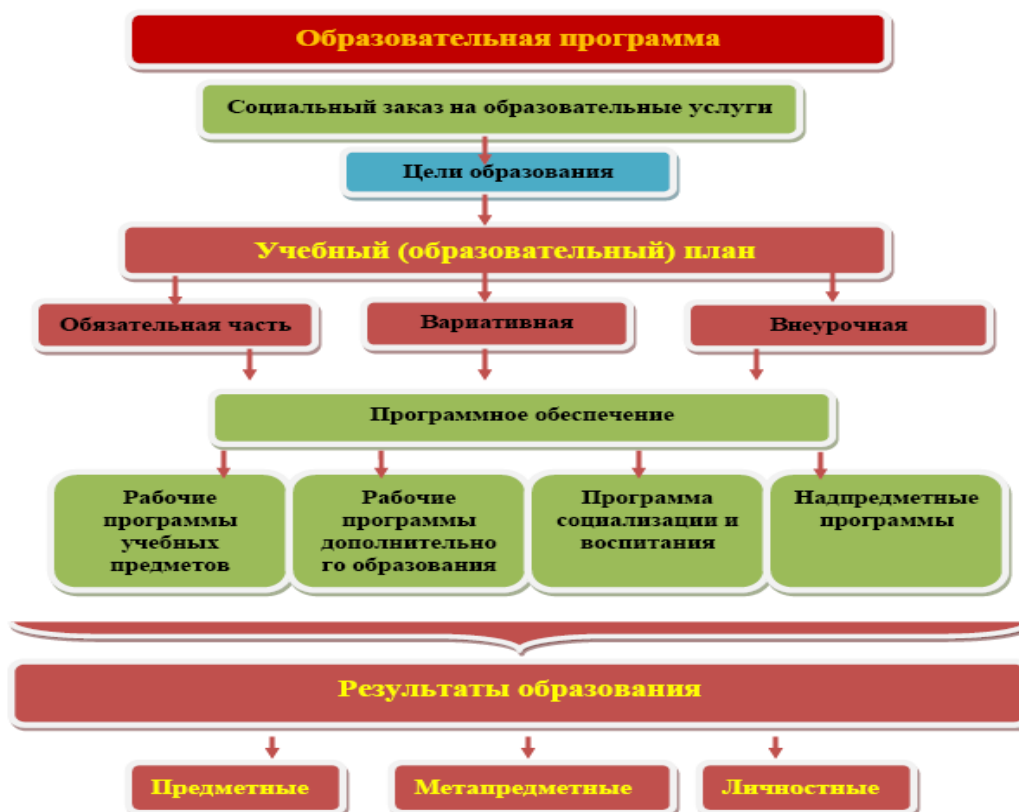 Образовательная программа
Социальный заказ на образовательные услуги
Цели образования
Учебный (образовательный) план
Обязательная часть
Вариативная
Внеурочная
Программное обеспечение
Рабочие
программы
учебных
предметов
Рабочие
программы
дополнительно
го образования
Программа
социализации и
воспитания
Надпредметные
программы
Результаты образования
Предметные
Метапредметные
Личностные